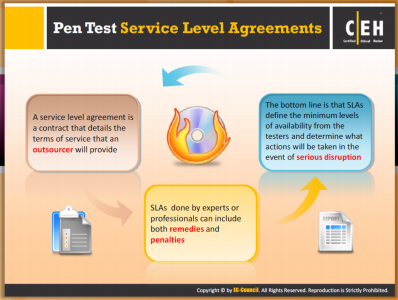 Pen Test Service Level Agreements
C|EH
Certified Ethical Hacker
A service level agreement is
a contract that details the
terms of service that an
outsourcer will provide
The bottom line is that SLAs
define the minimum levels
of availability from the
testers and determine what
actions will be taken in the
event of serious disruption
SLAs done by experts or
professionals can include
both remedies and
penalties
REPORT
Copyright © by EC-Council. All Rights Reserved. Reproduction is Strictly Prohibited.